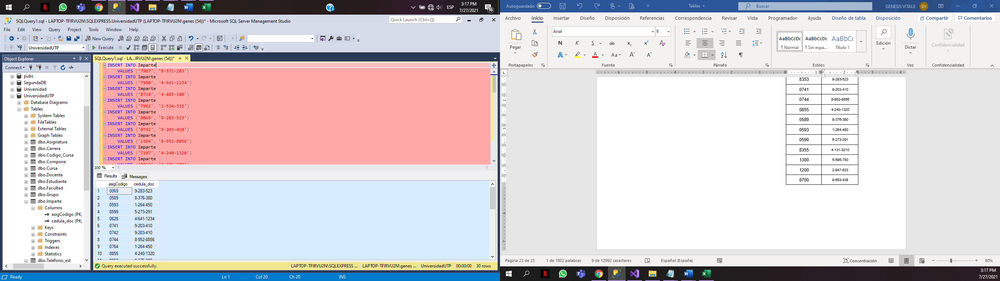 3:17 PM
ESP
7/27/2021
16
SQLQuery1.sql - LAPTOP-TFIRVU2N\SQLEXPRESS.UniversidadUTP (LAPTOP-TFIRVU2N\genes (54))* - Microsoft SQL Server Management Studio
Quick Launch (Ctrl+Q)
File Edit View Query Project Tools Window Help
New Query
UniversidadUTP
Execute
Object Explorer
Connect
pubs
SegundaDB
Universidad
UniversidadUTP
Database Diagrams
Tables
System Tables
FileTables
External Tables
Graph Tables
dbo.Asignatura
dbo.Carrera
dbo.Codigo_Cursa
dbo.Compone
dbo.Cursa
dbo.Docente
dbo.Estudiante
dbo.Facultad
dbo.Grupo
dbo.Imparte
Columns
asigCodigo (PK,
cedula_doc (PK,
Keys
Constraints
Triggers
Indexes
Statistics
dbo.Telefono_est
SQLQuery1.sql - LA...IRVU2N\genes (54))*
INSERT INTO Imparte
VALUES ('7987', '8-571-203')
INSERT INTO Imparte
VALUES ('7980', '4-641-1234')
INSERT INTO Imparte
VALUES ('8718', '4-485-180')
INSERT INTO Imparte
VALUES ('7982', '1-534-332')
INSERT INTO Imparte
VALUES ('0069', '9-283-523')
INSERT INTO Imparte
VALUES ('0742', '9-203-410')
INSERT INTO Imparte
VALUES ('1184', '8-952-8856')
INSERT INTO Imparte
VALUES ('7107', '4-240-1320')
INSERT INTO Imparte
100 %
Results Messages
asigCodigo cedula_doc
1 0069 9-283-523
2 0589 8-376-380
3 0593 1-264-450
4 0599 5-273-291
5 0628 4-641-1234
6 0741 9-203-410
7 0742 9-203-410
8 0744 8-952-8856
9 0764 1-264-450
10 0855 4-240-1320
Query executed successfully.
LAPTOP-TFIRVU2N\SQLEXPRESS ... LAPTOP-TFIRVU2N\genes ... UniversidadUTP 00:00:00 30 rows
Ready Ln 1 Col 20 Ch 20 INS
Autoguardado
Tablas
Buscar
GENESIS VITALE
GV
Archivo Inicio Insertar Diseño Disposición Referencias Correspondencia Revisar Vista Programador Ayuda Diseño de tabla Disposición
Compartir
Comentarios
Pegar
Portapapeles
Arial 9
N K S ab x₂ x²
Aa
Fuente
Párrafo
AaBbCcDc AaBbCcDc AaBbCc
¶ Normal ¶ Sin espa... Título 1
Estilos
Edición
Dictar
Voz
Confidencialidad
Confidencialidad
8353 9-283-523
0741 9-203-410
0744 8-952-8856
0855 4-240-1320
0589 8-376-380
0593 1-264-450
0599 5-273-291
8355 4-131-3210
1300 5-595-780
1200 2-947-633
8700 9-653-438
Página 23 de 23 1 de 1802 palabras 9 de 12992 caracteres Español (España)
Concentración
80%
3:17 PM
7/27/2021